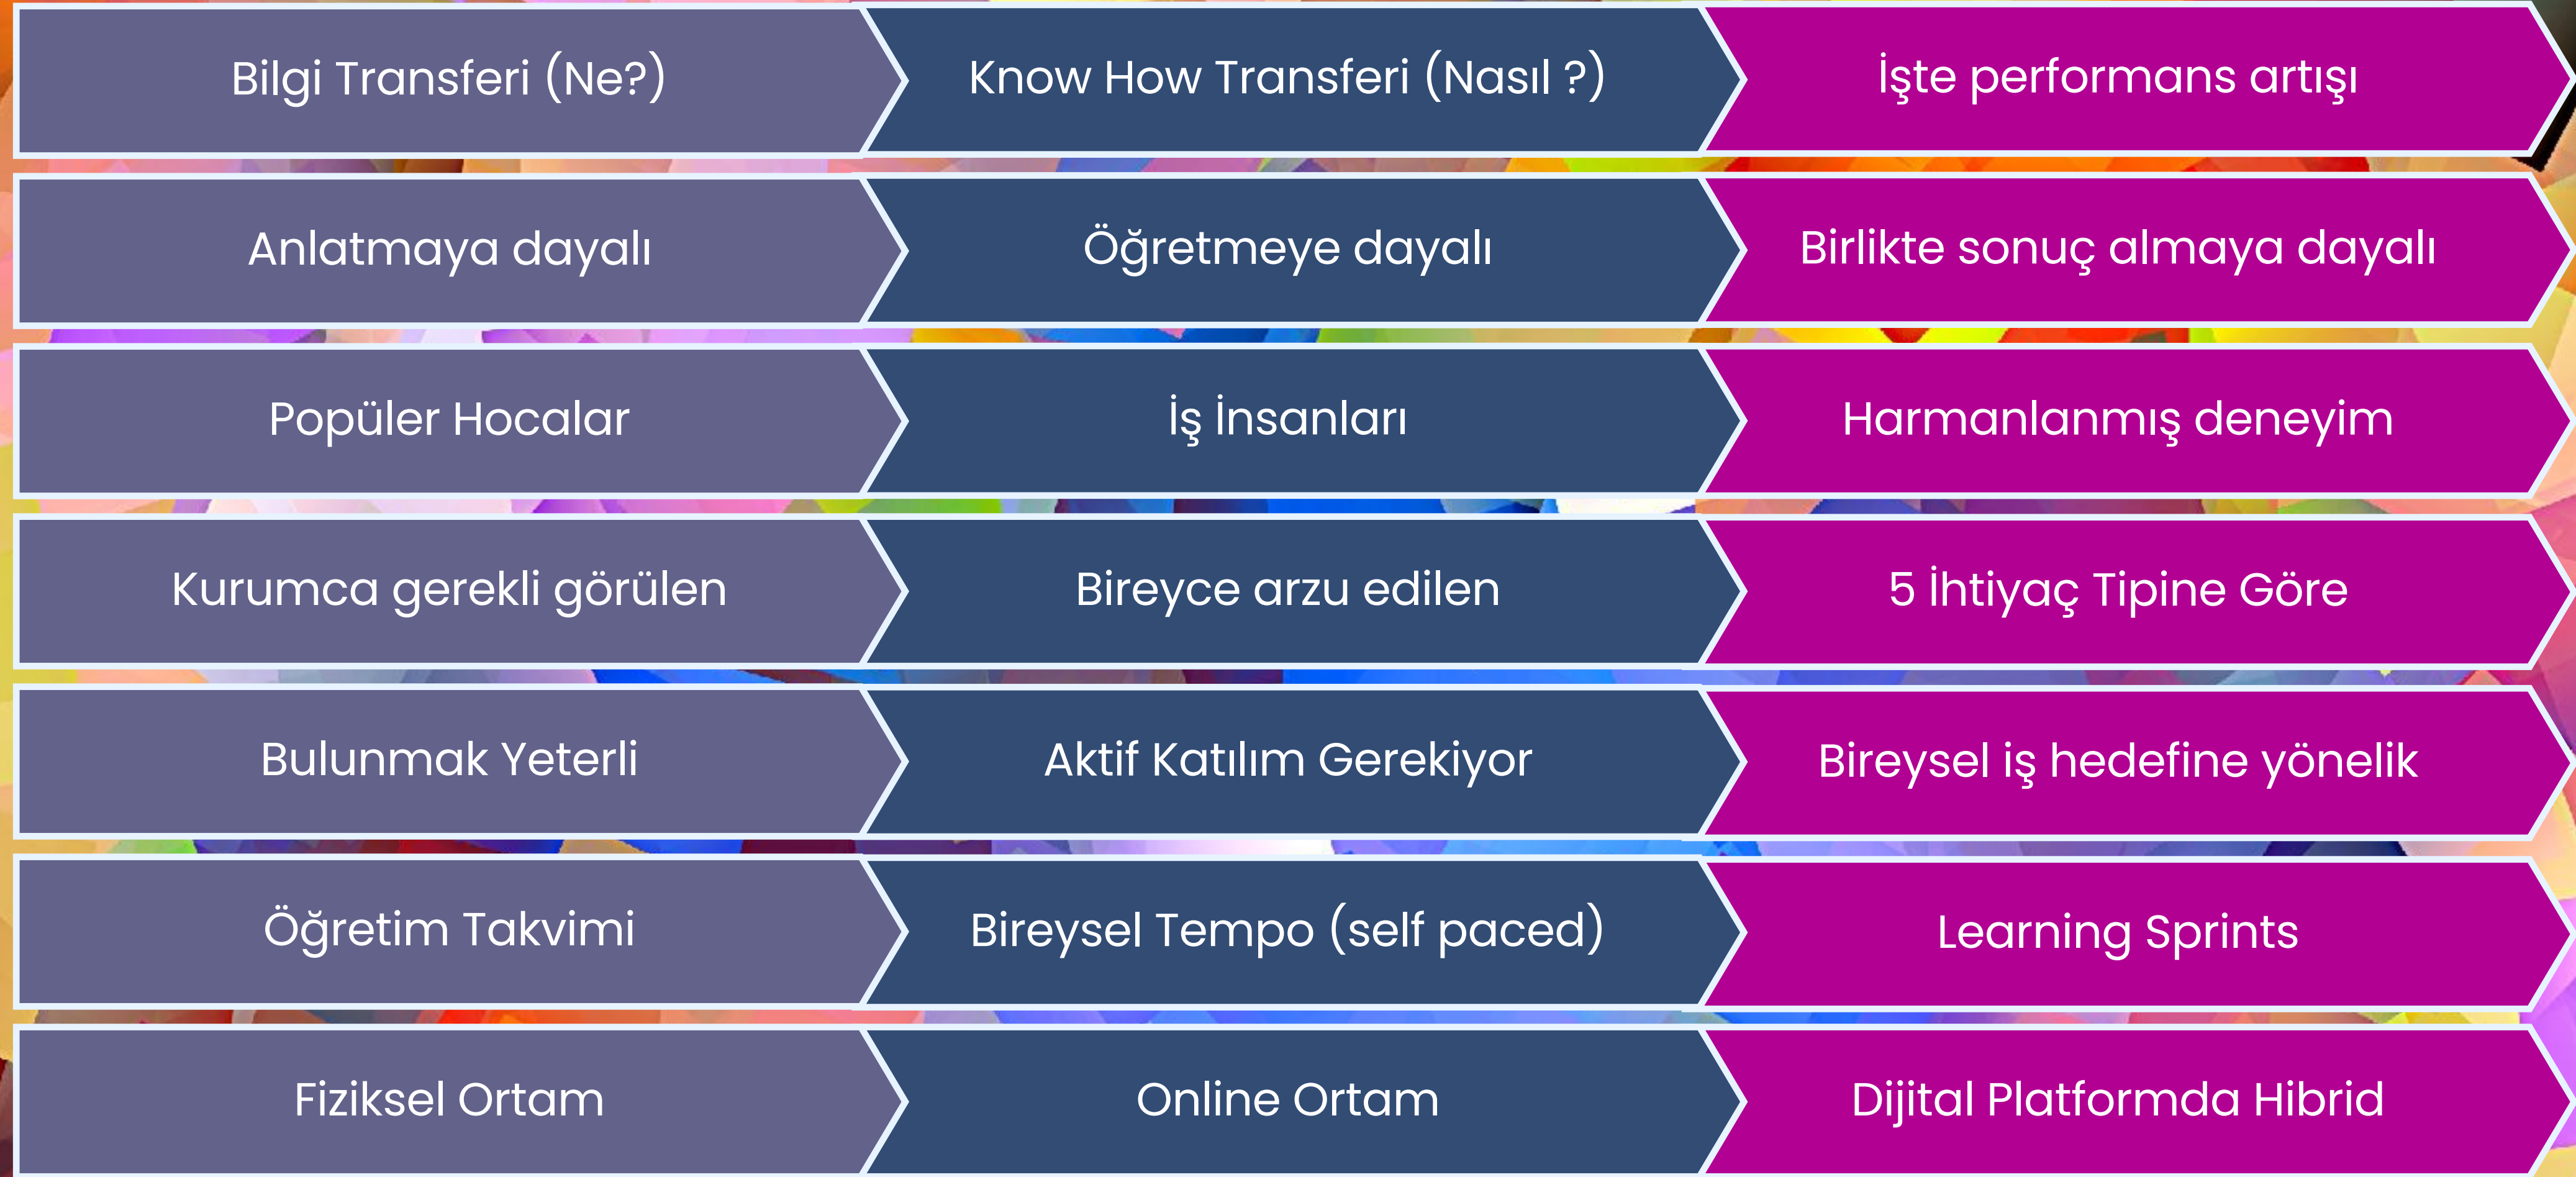 Bilgi Transferi (Ne?)
Know How Transferi (Nasıl ?)
İşte performans artışı
Anlatmaya dayalı
Öğretmeye dayalı
Birlikte sonuç almaya dayalı
Popüler Hocalar
İş İnsanları
Harmanlanmış deneyim
Kurumca gerekli görülen
Bireyce arzu edilen
5 İhtiyaç Tipine Göre
Bulunmak Yeterli
Aktif Katılım Gerekiyor
Bireysel iş hedefine yönelik
Öğretim Takvimi
Bireysel Tempo (self paced)
Learning Sprints
Fiziksel Ortam
Online Ortam
Dijital Platformda Hibrid